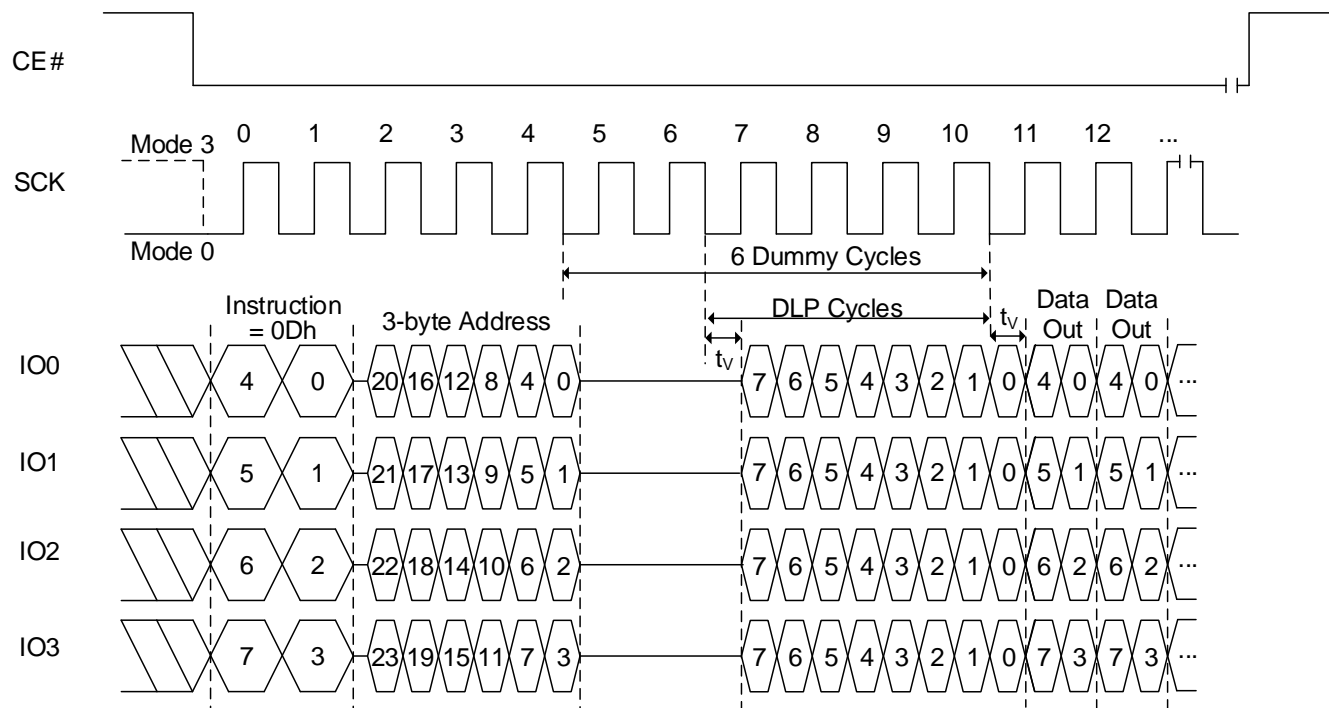 CE#
0 1 2 3 4 5 6 7 8 9 10 11 12 ...
Mode 3
SCK
Mode 0
6 Dummy Cycles
Instruction
= 0Dh
3-byte Address
DLP Cycles
tV
tV
Data
Out
Data
Out
IO0 4 0 20 16 12 8 4 0 7 6 5 4 3 2 1 0 4 0 4 0 ...
IO1 5 1 21 17 13 9 5 1 7 6 5 4 3 2 1 0 5 1 5 1 ...
IO2 6 2 22 18 14 10 6 2 7 6 5 4 3 2 1 0 6 2 6 2 ...
IO3 7 3 23 19 15 11 7 3 7 6 5 4 3 2 1 0 7 3 7 3 ...